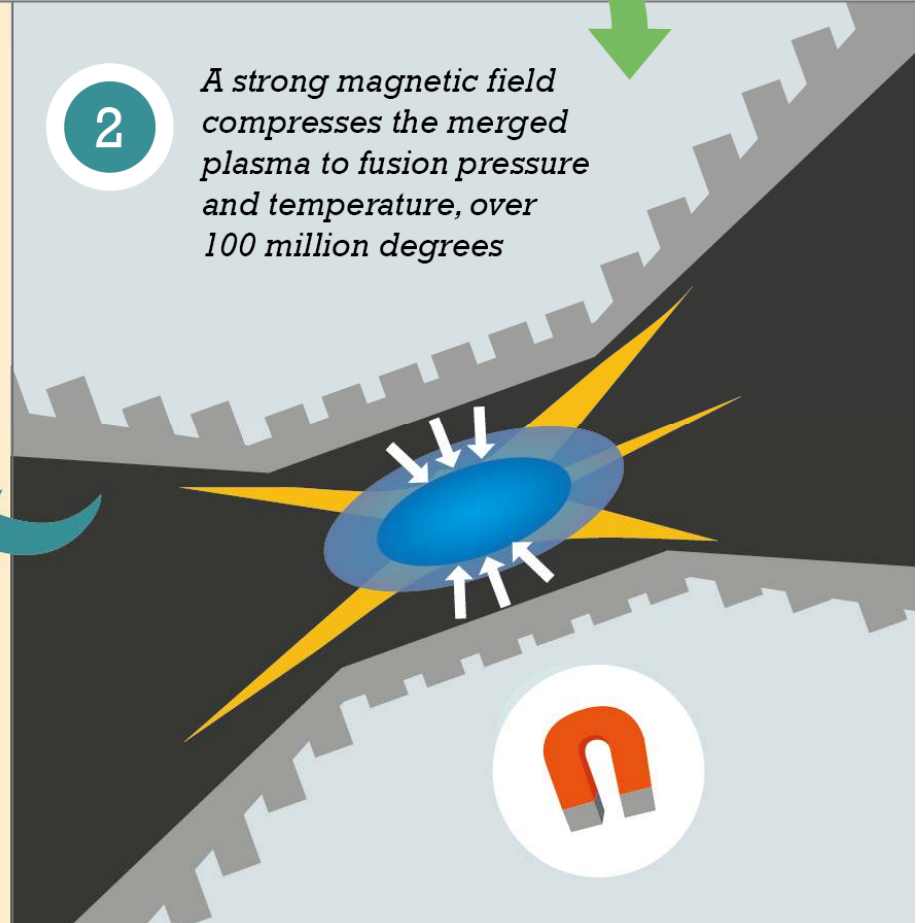 2
A strong magnetic field
compresses the merged
plasma to fusion pressure
and temperature, over
100 million degrees